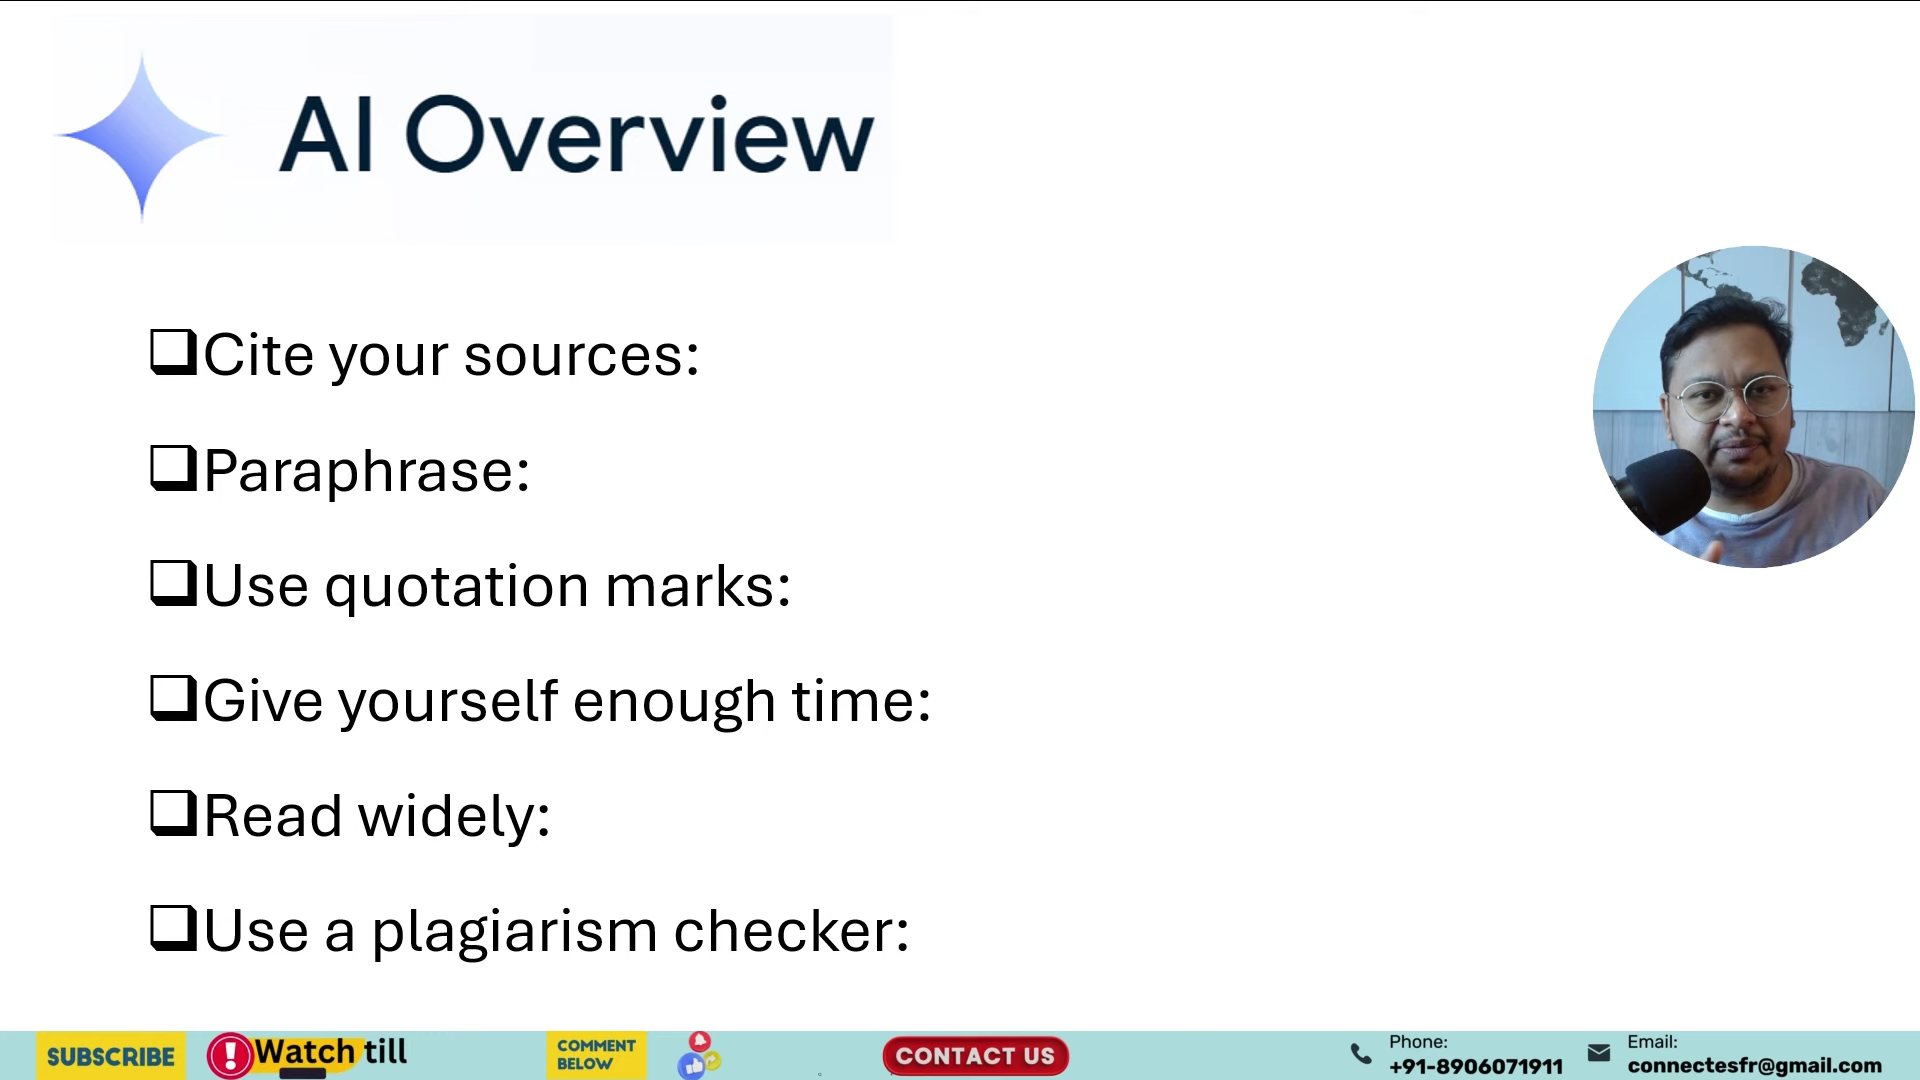 AI Overview
Cite your sources:
Paraphrase:
Use quotation marks:
Give yourself enough time:
Read widely:
Use a plagiarism checker:
SUBSCRIBE
Watch till
COMMENT
BELOW
CONTACT US
Phone:
+91-8906071911
Email:
connectesfr@gmail.com